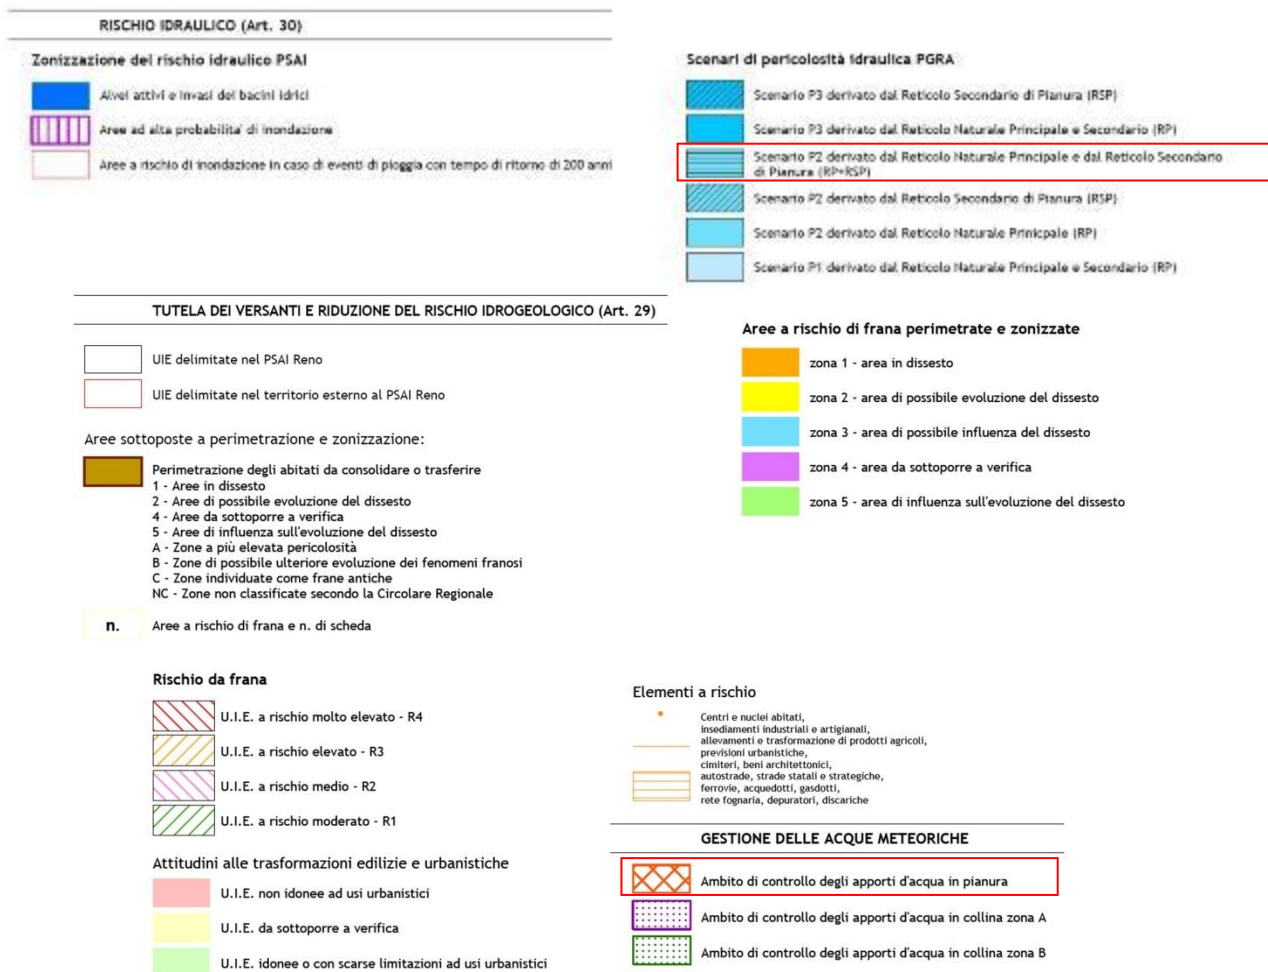 RISCHIO IDRAULICO (Art. 30)
Zonizzazione del rischio idraulico PSAI
Alvei attivi e invasi dei bacini idrici
Aree ad alta probabilita' di inondazione
Aree a rischio di inondazione in caso di eventi di pioggia con tempo di ritorno di 200 anni
Scenari di pericolosità idraulica PGRA
Scenario P3 derivato dal Reticolo Secondario di Pianura (RSP)
Scenario P3 derivato dal Reticolo Naturale Principale e Secondario (RP)
Scenario P2 derivato dal Reticolo Naturale Principale e dal Reticolo Secondario
di Pianura (RP+RSP)
Scenario P2 derivato dal Reticolo Secondario di Pianura (RSP)
Scenario P2 derivato dal Reticolo Naturale Prinicpale (RP)
Scenario P1 derivato dal Reticolo Naturale Principale e Secondario (RP)
TUTELA DEI VERSANTI E RIDUZIONE DEL RISCHIO IDROGEOLOGICO (Art. 29)
UIE delimitate nel PSAI Reno
UIE delimitate nel territorio esterno al PSAI Reno
Aree sottoposte a perimetrazione e zonizzazione:
Perimetrazione degli abitati da consolidare o trasferire
1 - Aree in dissesto
2 - Aree di possibile evoluzione del dissesto
4 - Aree da sottoporre a verifica
5 - Aree di influenza sull'evoluzione del dissesto
A - Zone a più elevata pericolosità
B - Zone di possibile ulteriore evoluzione dei fenomeni franosi
C - Zone individuate come frane antiche
NC - Zone non classificate secondo la Circolare Regionale
n. Aree a rischio di frana e n. di scheda
Aree a rischio di frana perimetrate e zonizzate
zona 1 - area in dissesto
zona 2 - area di possibile evoluzione del dissesto
zona 3 - area di possibile influenza del dissesto
zona 4 - area da sottoporre a verifica
zona 5 - area di influenza sull'evoluzione del dissesto
Rischio da frana
U.I.E. a rischio molto elevato - R4
U.I.E. a rischio elevato - R3
U.I.E. a rischio medio - R2
U.I.E. a rischio moderato - R1
Attitudini alle trasformazioni edilizie e urbanistiche
U.I.E. non idonee ad usi urbanistici
U.I.E. da sottoporre a verifica
U.I.E. idonee o con scarse limitazioni ad usi urbanistici
Elementi a rischio
Centri e nuclei abitati,
insediamenti industriali e artigianali,
allevamenti e trasformazione di prodotti agricoli,
previsioni urbanistiche,
cimiteri, beni architettonici,
autostrade, strade statali e strategiche,
ferrovie, acquedotti, gasdotti,
rete fognaria, depuratori, discariche
GESTIONE DELLE ACQUE METEORICHE
Ambito di controllo degli apporti d'acqua in pianura
Ambito di controllo degli apporti d'acqua in collina zona A
Ambito di controllo degli apporti d'acqua in collina zona B